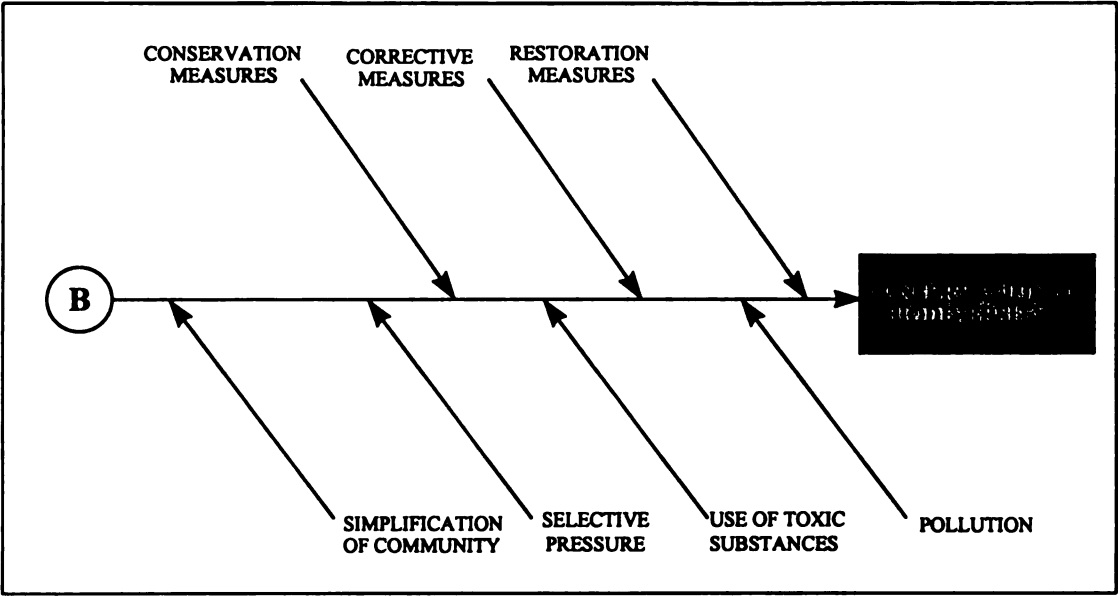 CONSERVATION
MEASURES
CORRECTIVE
MEASURES
RESTORATION
MEASURES
B
SIMPLIFICATION
OF COMMUNITY
SELECTIVE
PRESSURE
USE OF TOXIC
SUBSTANCES
POLLUTION